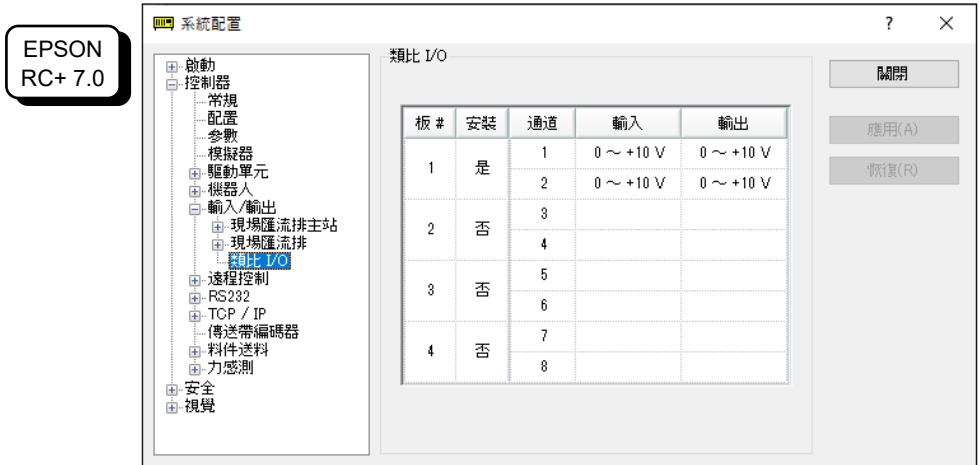 EPSON
RC+ 7.0
系統配置
?
啟動
控制器
常規
配置
參數
模擬器
驅動單元
機器人
輸入/輸出
現場匯流排主站
現場匯流排
類比 I/O
遠程控制
RS232
TCP / IP
傳送帶編碼器
料件送料
力感測
安全
視覺
類比 I/O
板 # 安裝 通道 輸入 輸出
1 是 1 0 ～ +10 V 0 ～ +10 V
2 0 ～ +10 V 0 ～ +10 V
2 否 3
4
3 否 5
6
4 否 7
8
關閉
應用(A)
恢復(R)